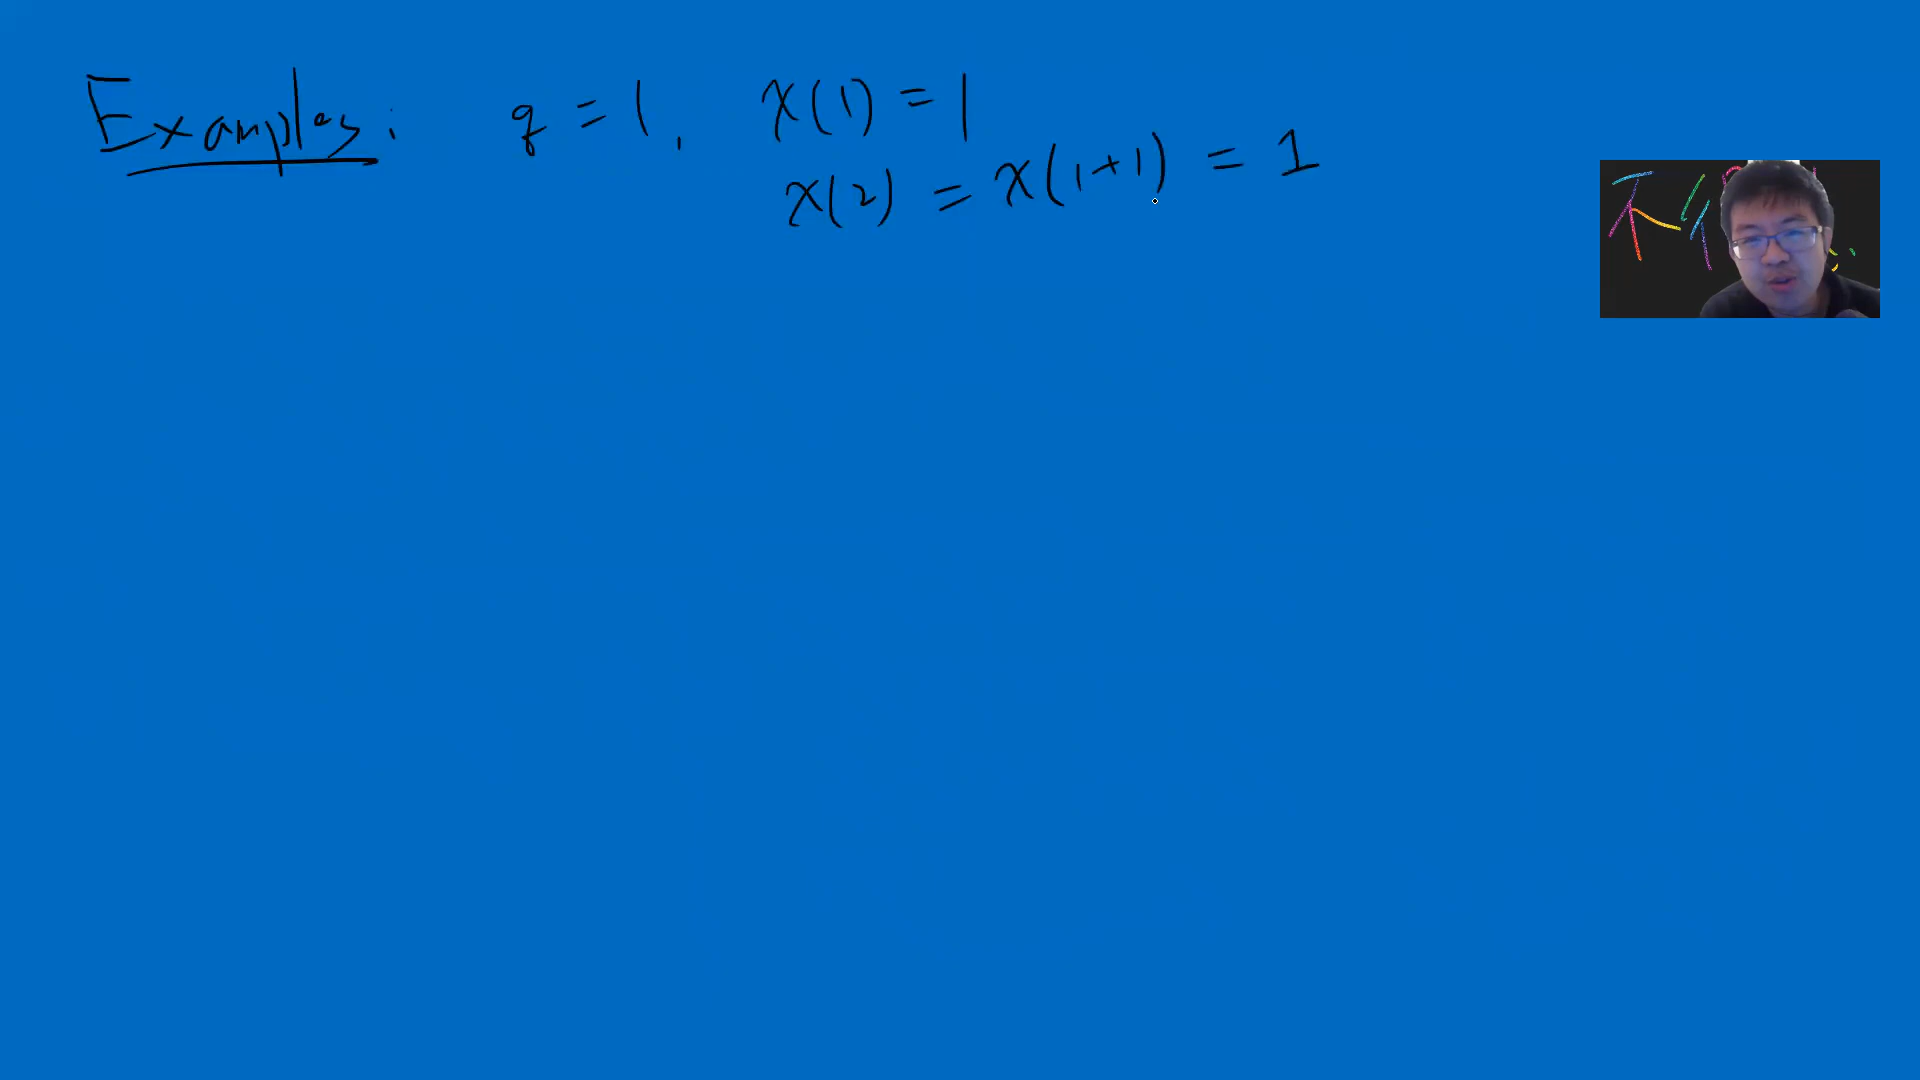 Examples: q = 1, χ(1) = 1
χ(2) = χ(1+1) = 1